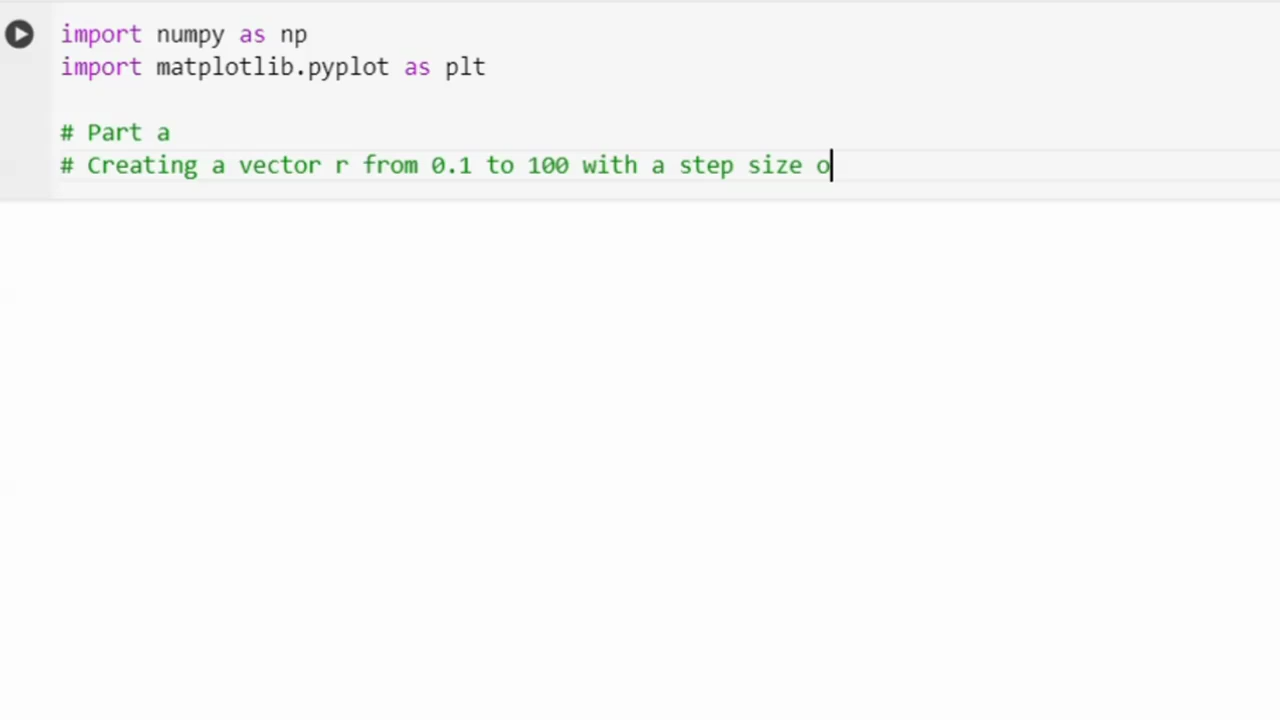 import numpy as np
import matplotlib.pyplot as plt
# Part a
# Creating a vector r from 0.1 to 100 with a step size o